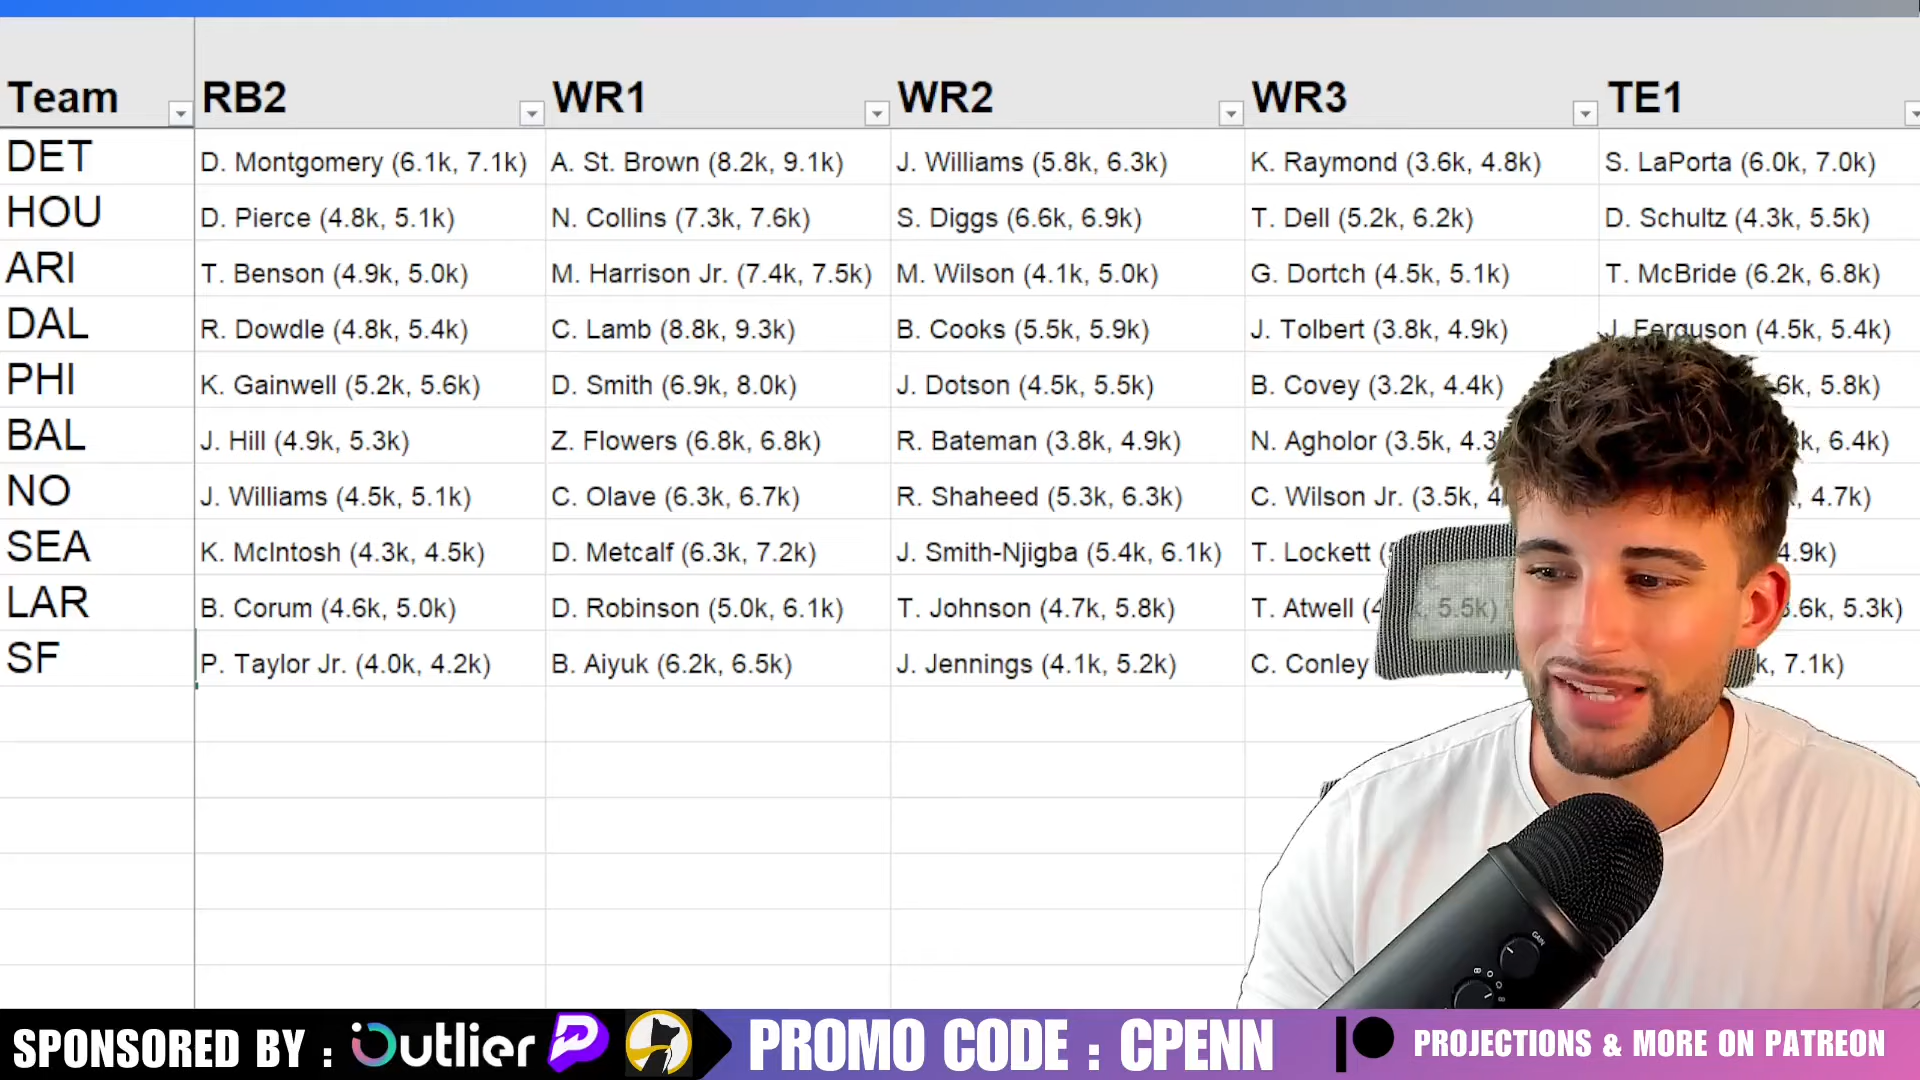 Team RB2 WR1 WR2 WR3 TE1
DET D. Montgomery (6.1k, 7.1k) A. St. Brown (8.2k, 9.1k) J. Williams (5.8k, 6.3k) K. Raymond (3.6k, 4.8k) S. LaPorta (6.0k, 7.0k)
HOU D. Pierce (4.8k, 5.1k) N. Collins (7.3k, 7.6k) S. Diggs (6.6k, 6.9k) T. Dell (5.2k, 6.2k) D. Schultz (4.3k, 5.5k)
ARI T. Benson (4.9k, 5.0k) M. Harrison Jr. (7.4k, 7.5k) M. Wilson (4.1k, 5.0k) G. Dortch (4.5k, 5.1k) T. McBride (6.2k, 6.8k)
DAL R. Dowdle (4.8k, 5.4k) C. Lamb (8.8k, 9.3k) B. Cooks (5.5k, 5.9k) J. Tolbert (3.8k, 4.9k) J. Ferguson (4.5k, 5.4k)
PHI K. Gainwell (5.2k, 5.6k) D. Smith (6.9k, 8.0k) J. Dotson (4.5k, 5.5k) B. Covey (3.2k, 4.4k) 5.8k)
BAL J. Hill (4.9k, 5.3k) Z. Flowers (6.8k, 6.8k) R. Bateman (3.8k, 4.9k) N. Agholor (3.5k, 6.4k)
NO J. Williams (4.5k, 5.1k) C. Olave (6.3k, 6.7k) R. Shaheed (5.3k, 6.3k) C. Wilson Jr. (3.5k, 4.7k)
SEA K. McIntosh (4.3k, 4.5k) D. Metcalf (6.3k, 7.2k) J. Smith-Njigba (5.4k, 6.1k) T. Lockett 4.9k)
LAR B. Corum (4.6k, 5.0k) D. Robinson (5.0k, 6.1k) T. Johnson (4.7k, 5.8k) T. Atwell 5.5k) 5.3k)
SF P. Taylor Jr. (4.0k, 4.2k) B. Aiyuk (6.2k, 6.5k) J. Jennings (4.1k, 5.2k) C. Conley 7.1k)
GAIN
SPONSORED BY : Outlier PROMO CODE : CPENN PROJECTIONS & MORE ON PATREON